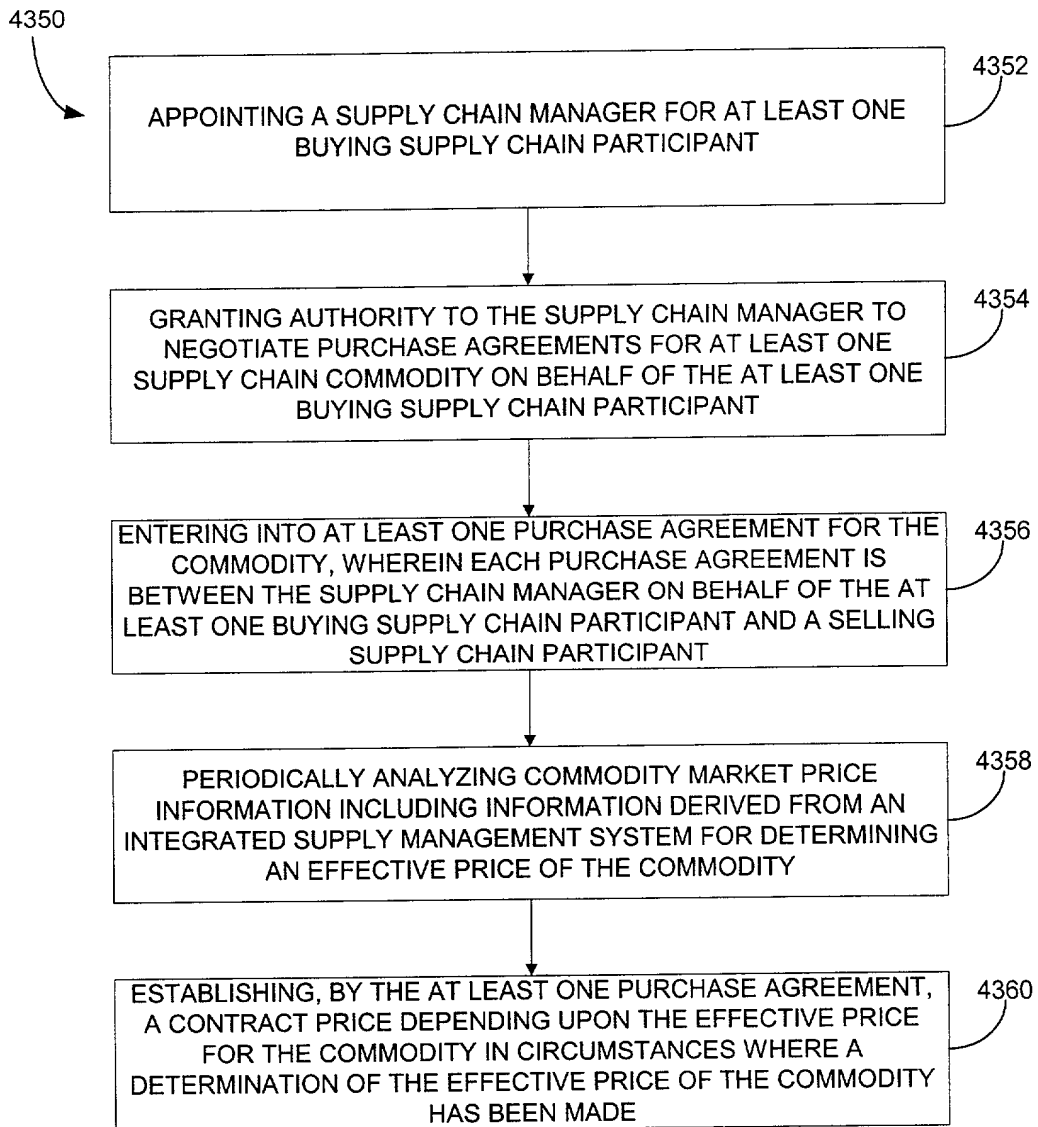 4350
4352
APPOINTING A SUPPLY CHAIN MANAGER FOR AT LEAST ONE
BUYING SUPPLY CHAIN PARTICIPANT
4354
GRANTING AUTHORITY TO THE SUPPLY CHAIN MANAGER TO
NEGOTIATE PURCHASE AGREEMENTS FOR AT LEAST ONE
SUPPLY CHAIN COMMODITY ON BEHALF OF THE AT LEAST ONE
BUYING SUPPLY CHAIN PARTICIPANT
4356
ENTERING INTO AT LEAST ONE PURCHASE AGREEMENT FOR THE
COMMODITY, WHEREIN EACH PURCHASE AGREEMENT IS
BETWEEN THE SUPPLY CHAIN MANAGER ON BEHALF OF THE AT
LEAST ONE BUYING SUPPLY CHAIN PARTICIPANT AND A SELLING
SUPPLY CHAIN PARTICIPANT
4358
PERIODICALLY ANALYZING COMMODITY MARKET PRICE
INFORMATION INCLUDING INFORMATION DERIVED FROM AN
INTEGRATED SUPPLY MANAGEMENT SYSTEM FOR DETERMINING
AN EFFECTIVE PRICE OF THE COMMODITY
4360
ESTABLISHING, BY THE AT LEAST ONE PURCHASE AGREEMENT,
A CONTRACT PRICE DEPENDING UPON THE EFFECTIVE PRICE
FOR THE COMMODITY IN CIRCUMSTANCES WHERE A
DETERMINATION OF THE EFFECTIVE PRICE OF THE COMMODITY
HAS BEEN MADE